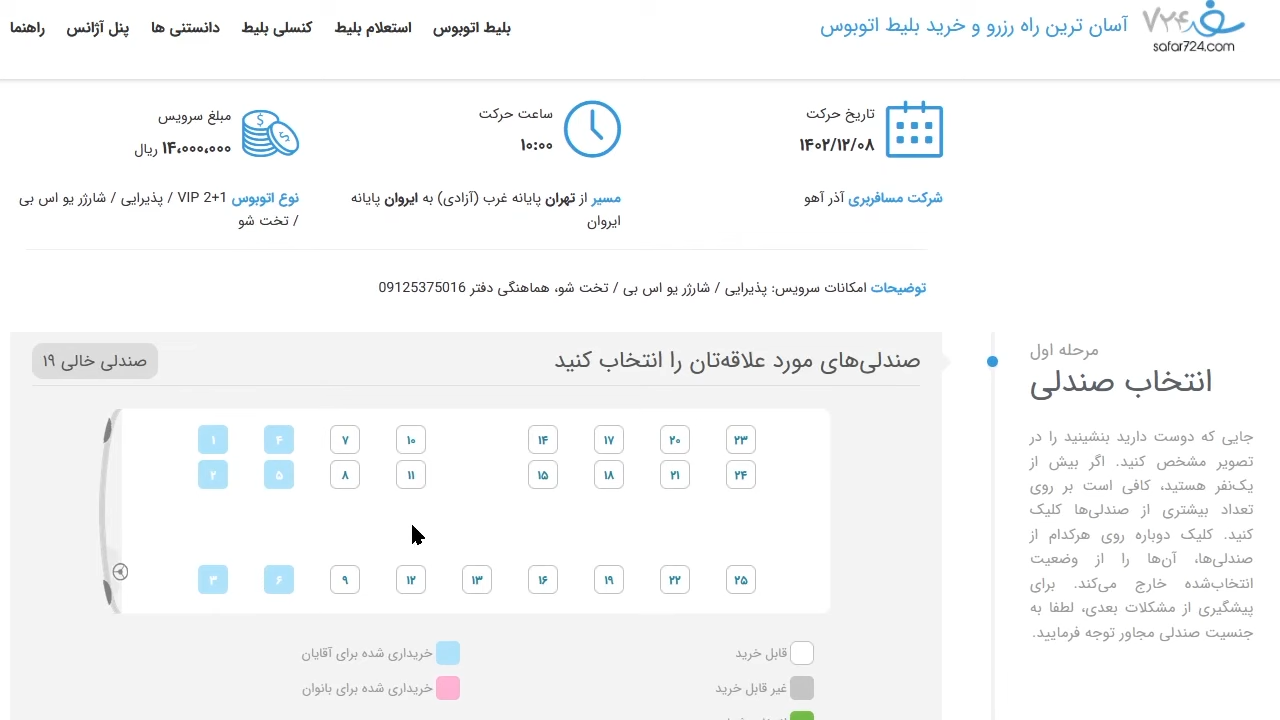 سفر ۷۲۴
safar724.com
آسان ترین راه رزرو و خرید بلیط اتوبوس
بلیط اتوبوس
استعلام بلیط
کنسلی بلیط
دانستنی ها
پنل آژانس
راهنما
تاریخ حرکت
۱۴۰۲/۱۲/۰۸
ساعت حرکت
۱۰:۰۰
مبلغ سرویس
۱۴,۰۰۰,۰۰۰ ریال
شرکت مسافربری آذر آهو
مسیر از تهران پایانه غرب (آزادی) به ایروان پایانه
ایروان
نوع اتوبوس VIP 2+1 / پذیرایی / شارژر یو اس بی
/ تخت شو
توضیحات امکانات سرویس: پذیرایی / شارژر یو اس بی / تخت شو، هماهنگی دفتر 09125375016
مرحله اول
انتخاب صندلی
جایی که دوست دارید بنشینید را در
تصویر مشخص کنید. اگر بیش از
یک‌نفر هستید، کافی است بر روی
تعداد بیشتری از صندلی‌ها کلیک
کنید. کلیک دوباره روی هرکدام از
صندلی‌ها، آن‌ها را از وضعیت
انتخاب‌شده خارج می‌کند. برای
پیشگیری از مشکلات بعدی، لطفا به
جنسیت صندلی مجاور توجه فرمایید.
صندلی‌های مورد علاقه‌تان را انتخاب کنید
صندلی خالی ۱۹
۱ ۴ ۷ ۱۰ ۱۴ ۱۷ ۲۰ ۲۳
۲ ۵ ۸ ۱۱ ۱۵ ۱۸ ۲۱ ۲۴
۳ ۶ ۹ ۱۲ ۱۳ ۱۶ ۱۹ ۲۲ ۲۵
قابل خرید
خریداری شده برای آقایان
غیر قابل خرید
خریداری شده برای بانوان